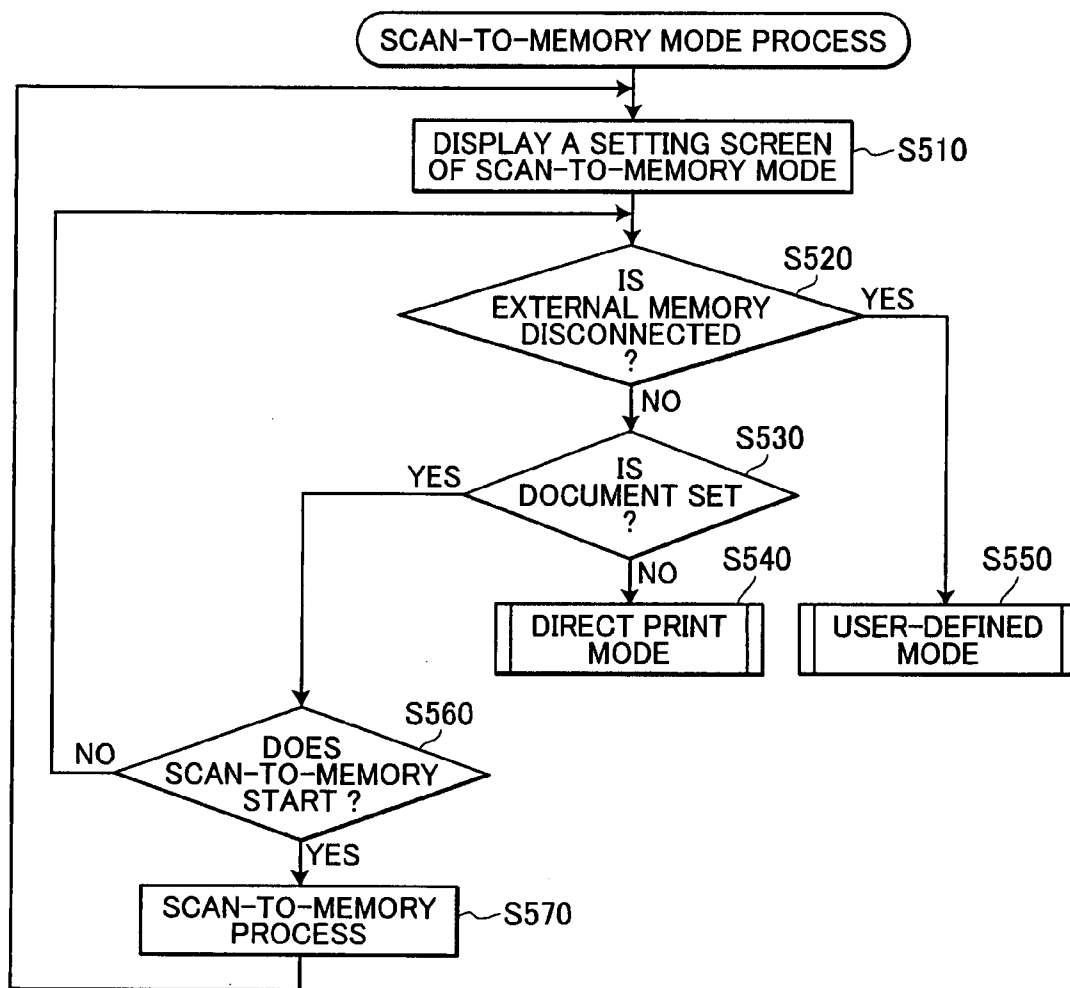 SCAN-TO-MEMORY MODE PROCESS
DISPLAY A SETTING SCREEN
OF SCAN-TO-MEMORY MODE
S510
S520
IS
EXTERNAL MEMORY
DISCONNECTED
?
YES
NO
S530
IS
DOCUMENT SET
?
YES
NO
S540
DIRECT PRINT
MODE
S550
USER-DEFINED
MODE
S560
DOES
SCAN-TO-MEMORY
START ?
NO
YES
SCAN-TO-MEMORY
PROCESS
S570